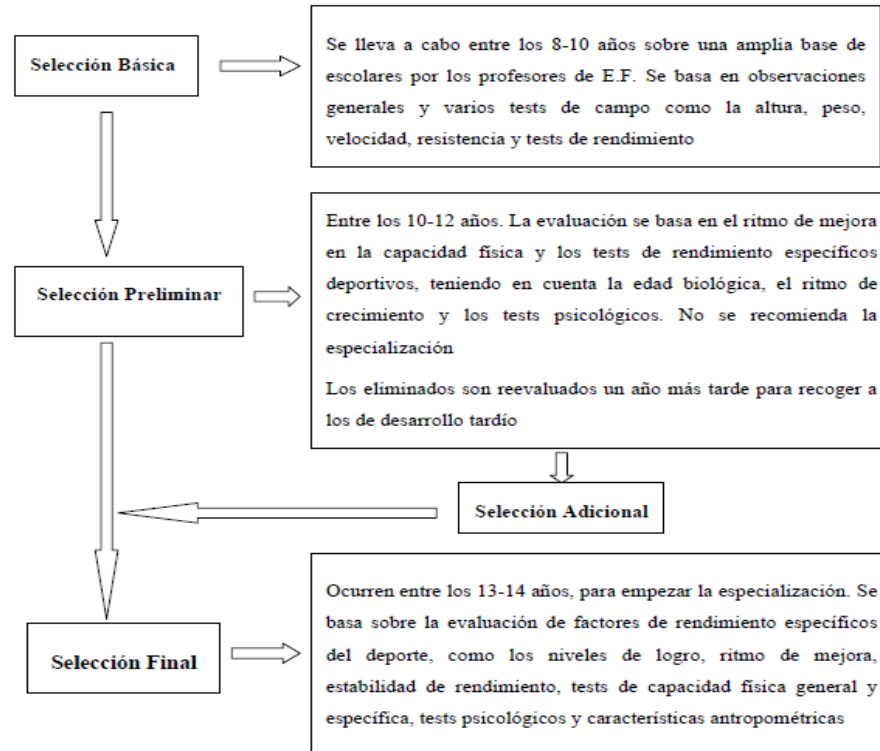 Selección Básica
Se lleva a cabo entre los 8-10 años sobre una amplia base de
escolares por los profesores de E.F. Se basa en observaciones
generales y varios tests de campo como la altura, peso,
velocidad, resistencia y tests de rendimiento
Selección Preliminar
Entre los 10-12 años. La evaluación se basa en el ritmo de mejora
en la capacidad física y los tests de rendimiento específicos
deportivos, teniendo en cuenta la edad biológica, el ritmo de
crecimiento y los tests psicológicos. No se recomienda la
especialización
Los eliminados son reevaluados un año más tarde para recoger a
los de desarrollo tardío
Selección Adicional
Selección Final
Ocurren entre los 13-14 años, para empezar la especialización. Se
basa sobre la evaluación de factores de rendimiento específicos
del deporte, como los niveles de logro, ritmo de mejora,
estabilidad de rendimiento, tests de capacidad física general y
específica, tests psicológicos y características antropométricas